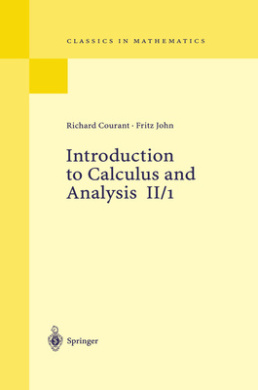 CLASSICS IN MATHEMATICS
Richard Courant · Fritz John
Introduction
to Calculus and
Analysis II/1
Springer